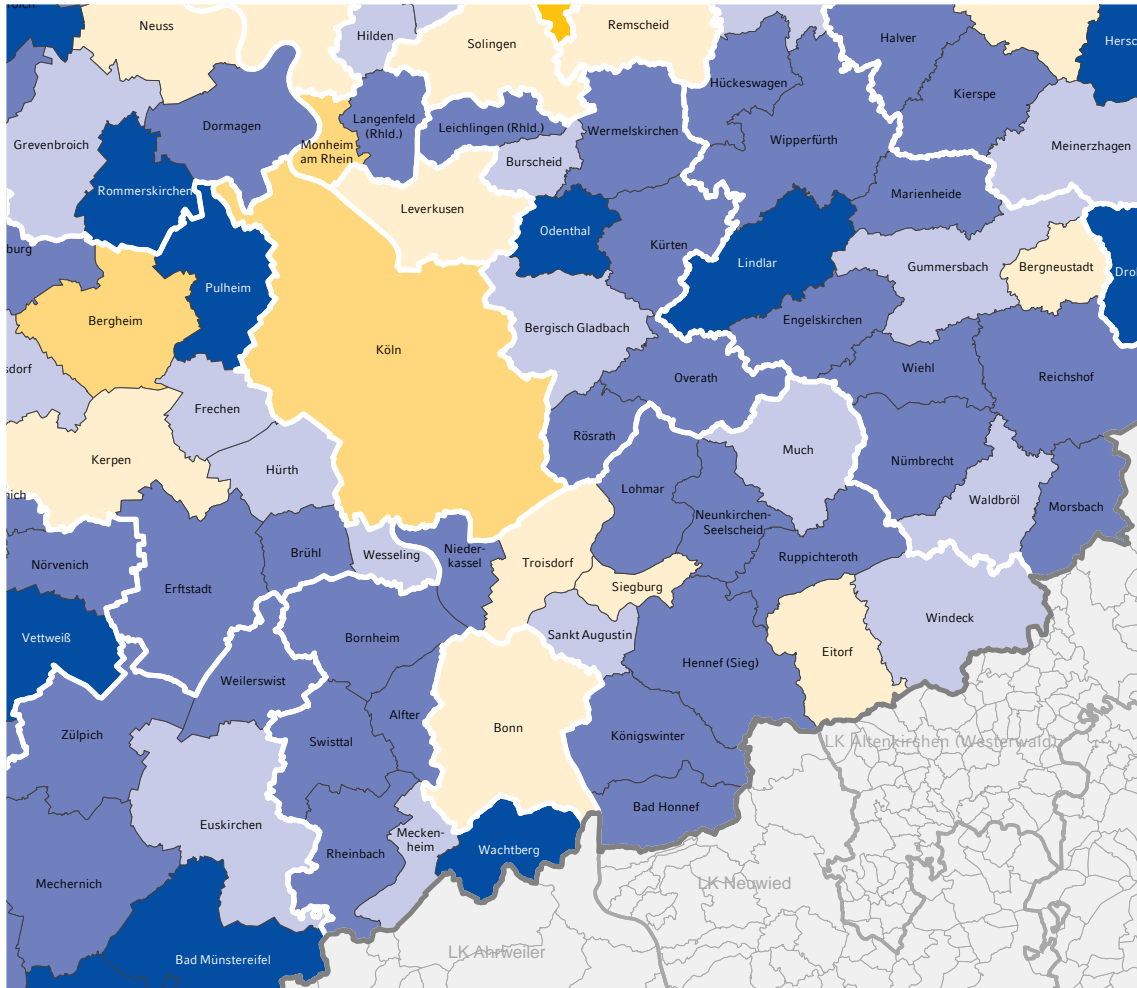 Neuss
Hilden
Solingen
Remscheid
Halver
Hersc
Hückeswagen
Kierspe
Dormagen
Langenfeld
(Rhld.)
Leichlingen (Rhld.)
Wermelskirchen
Wipperfürth
Meinerzhagen
Grevenbroich
Monheim
am Rhein
Burscheid
Rommerskirchen
Marienheide
Leverkusen
Odenthal
Kürten
Lindlar
Gummersbach
Bergneustadt
Drol
burg
Pulheim
Bergheim
Köln
Bergisch Gladbach
Engelskirchen
sdorf
Overath
Wiehl
Reichshof
Frechen
Rösrath
Kerpen
Hürth
Much
Nümbrecht
nich
Lohmar
Waldbröl
Morsbach
Neunkirchen-
Seelscheid
Nörvenich
Brühl
Wesseling
Nieder-
kassel
Troisdorf
Ruppichteroth
Erftstadt
Siegburg
Windeck
Vettweiß
Bornheim
Sankt Augustin
Hennef (Sieg)
Eitorf
Weilerswist
Alfter
Zülpich
Swisttal
Bonn
Königswinter
LK Altenkirchen (Westerwald)
Bad Honnef
Euskirchen
Mecken-
heim
Rheinbach
Wachtberg
Mechernich
LK Neuwied
Bad Münstereifel
LK Ahrweiler